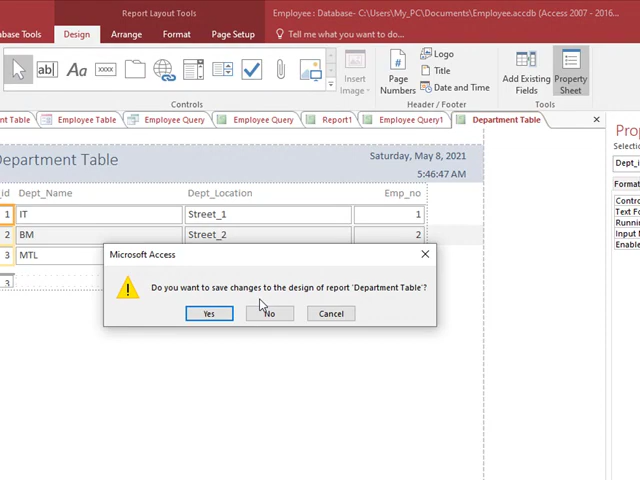 Report Layout Tools
Employee : Database- C:\Users\My_PC\Documents\Employee.accdb (Access 2007 - 2016...
Database Tools Design Arrange Format Page Setup Tell me what you want to do...
ab| Aa xxxx
Insert
Image
Page
Numbers
Logo
Title
Date and Time
Add Existing
Fields
Property
Sheet
Controls Header / Footer Tools
Table Employee Table Employee Query Employee Query Report1 Employee Query1 Department Table
Department Table
Saturday, May 8, 2021
5:46:47 AM
id Dept_Name Dept_Location Emp_no
1 IT Street_1 1
2 BM Street_2 2
3 MTL
3
Microsoft Access
Do you want to save changes to the design of report 'Department Table'?
Yes No Cancel
Prop
Selectio
Dept_i
Format
Contro
Text Fo
Runnin
Input M
Enable